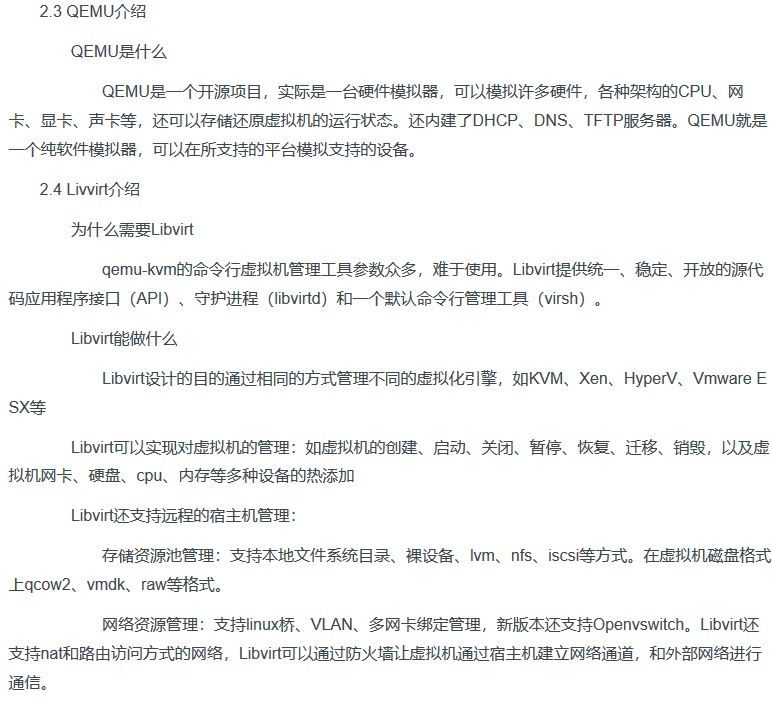 2.3 QEMU介绍
QEMU是什么
QEMU是一个开源项目，实际是一台硬件模拟器，可以模拟许多硬件，各种架构的CPU、网
卡、显卡、声卡等，还可以存储还原虚拟机的运行状态。还内建了DHCP、DNS、TFTP服务器。QEMU就是
一个纯软件模拟器，可以在所支持的平台模拟支持的设备。
2.4 Livvirt介绍
为什么需要Libvirt
qemu-kvm的命令行虚拟机管理工具参数众多，难于使用。Libvirt提供统一、稳定、开放的源代
码应用程序接口（API）、守护进程（libvirtd）和一个默认命令行管理工具（virsh）。
Libvirt能做什么
Libvirt设计的目的通过相同的方式管理不同的虚拟化引擎，如KVM、Xen、HyperV、Vmware E
SX等
Libvirt可以实现对虚拟机的管理：如虚拟机的创建、启动、关闭、暂停、恢复、迁移、销毁，以及虚
拟机网卡、硬盘、cpu、内存等多种设备的热添加
Libvirt还支持远程的宿主机管理：
存储资源池管理：支持本地文件系统目录、裸设备、lvm、nfs、iscsi等方式。在虚拟机磁盘格式
上qcow2、vmdk、raw等格式。
网络资源管理：支持linux桥、VLAN、多网卡绑定管理，新版本还支持Openvswitch。Libvirt还
支持nat和路由访问方式的网络，Libvirt可以通过防火墙让虚拟机通过宿主机建立网络通道，和外部网络进行
通信。